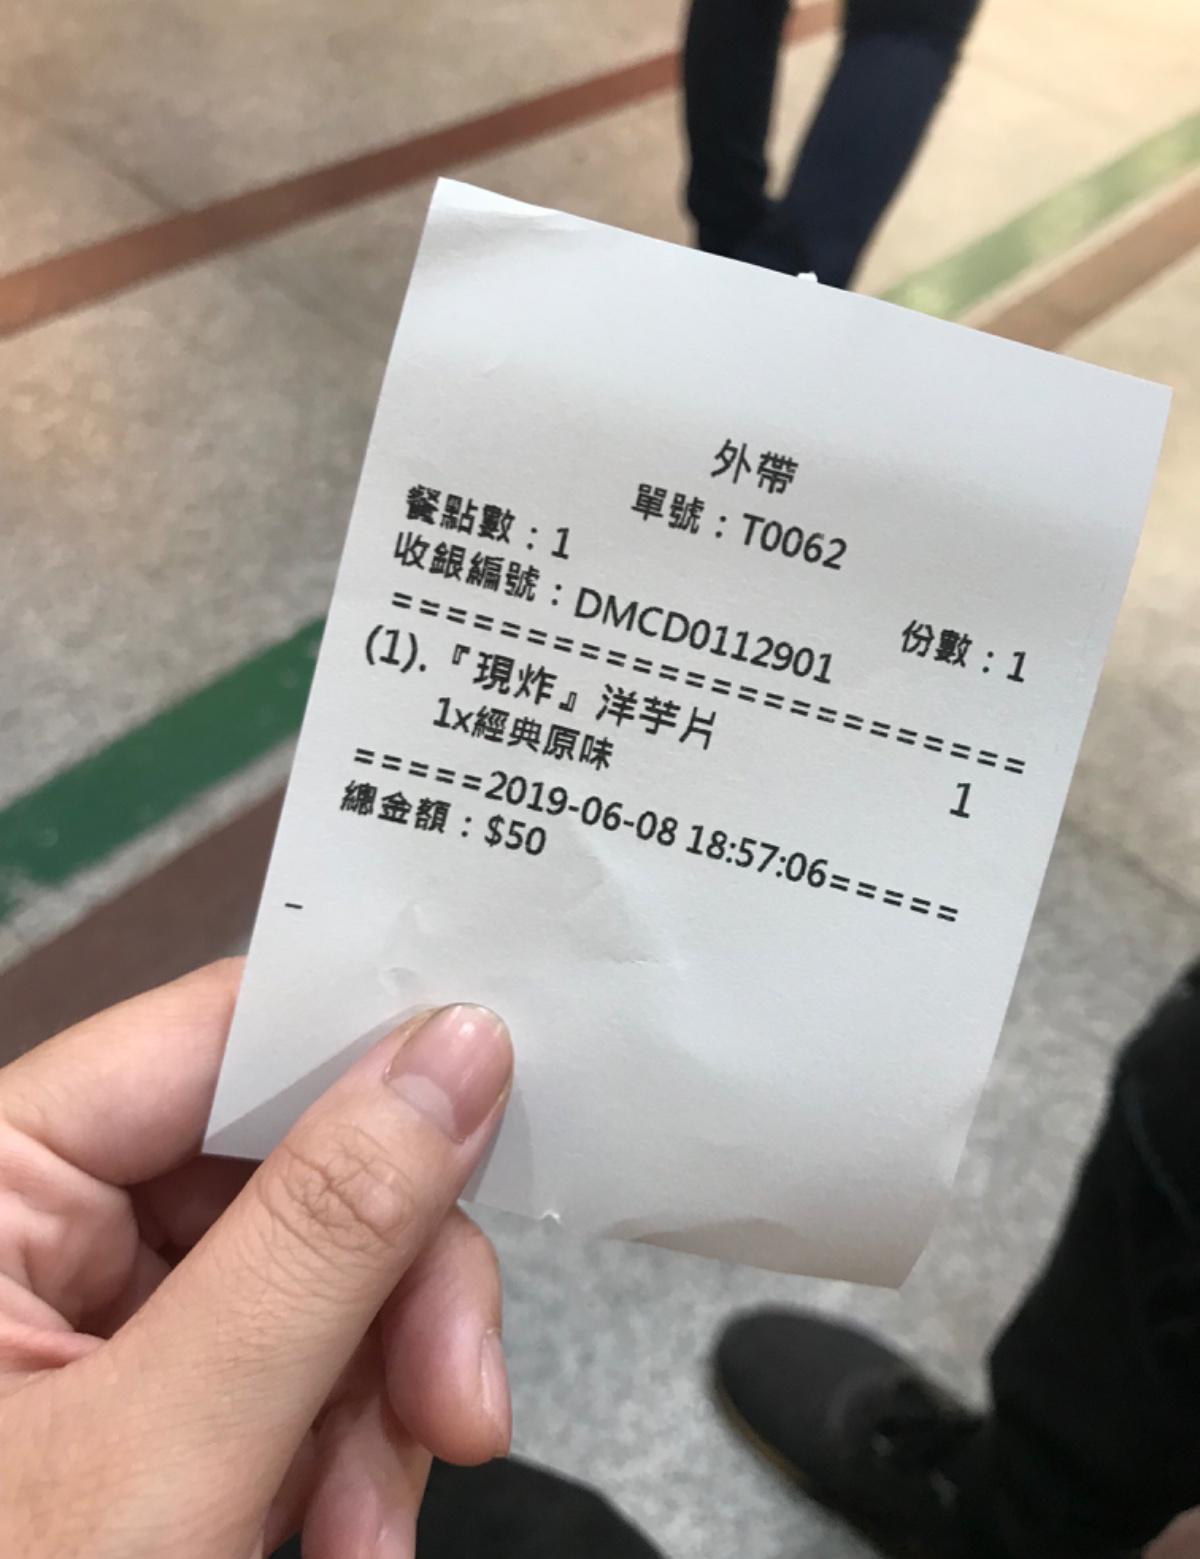 外帶
單號：T0062
餐點數：1
份數：1
收銀編號：DMCD0112901
=========================
(1).『現炸』洋芋片 1
1x經典原味
=====2019-06-08 18:57:06=====
總金額：$50
–